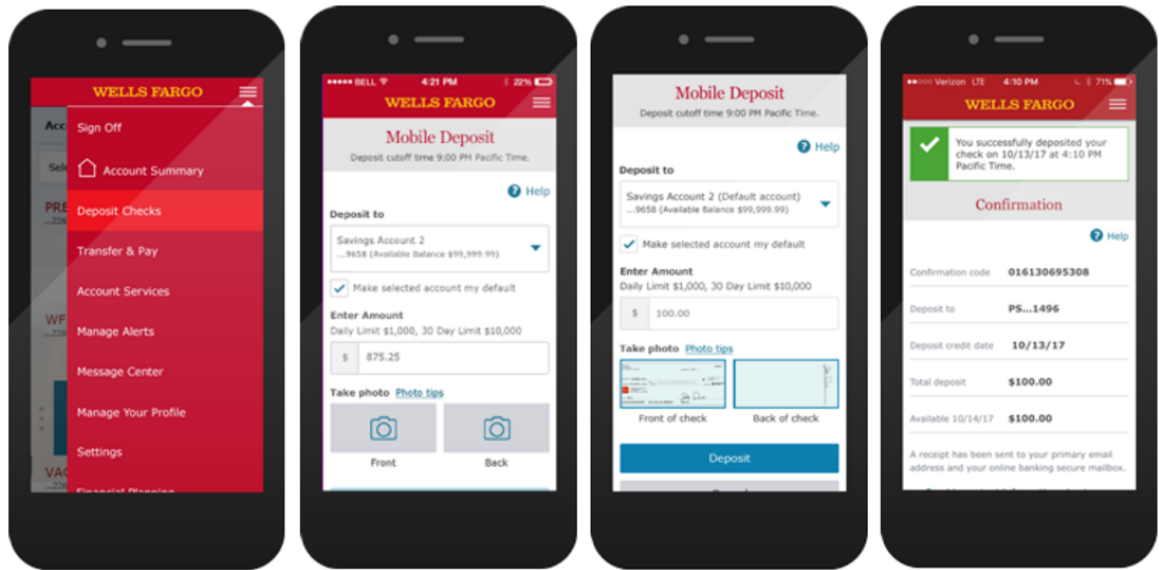 WELLS FARGO
Acc
Sign Off
Sele
Account Summary
PRE
Deposit Checks
Transfer & Pay
Account Services
WF
Manage Alerts
Message Center
Manage Your Profile
Settings
VAC
Financial Planning
BELL 4:21 PM 22%
WELLS FARGO
Mobile Deposit
Deposit cutoff time 9:00 PM Pacific Time.
? Help
Deposit to
Savings Account 2
...9658 (Available Balance $99,999.99)
Make selected account my default
Enter Amount
Daily Limit $1,000, 30 Day Limit $10,000
$ 875.25
Take photo Photo tips
Front Back
Mobile Deposit
Deposit cutoff time 9:00 PM Pacific Time.
? Help
Deposit to
Savings Account 2 (Default account)
...9658 (Available Balance $99,999.99)
Make selected account my default
Enter Amount
Daily Limit $1,000, 30 Day Limit $10,000
$ 100.00
Take photo Photo tips
Front of check Back of check
Deposit
Verizon LTE 4:10 PM 71%
WELLS FARGO
You successfully deposited your
check on 10/13/17 at 4:10 PM
Pacific Time.
Confirmation
? Help
Confirmation code 016130695308
Deposit to PS...1496
Deposit credit date 10/13/17
Total deposit $100.00
Available 10/14/17 $100.00
A receipt has been sent to your primary email
address and your online banking secure mailbox.